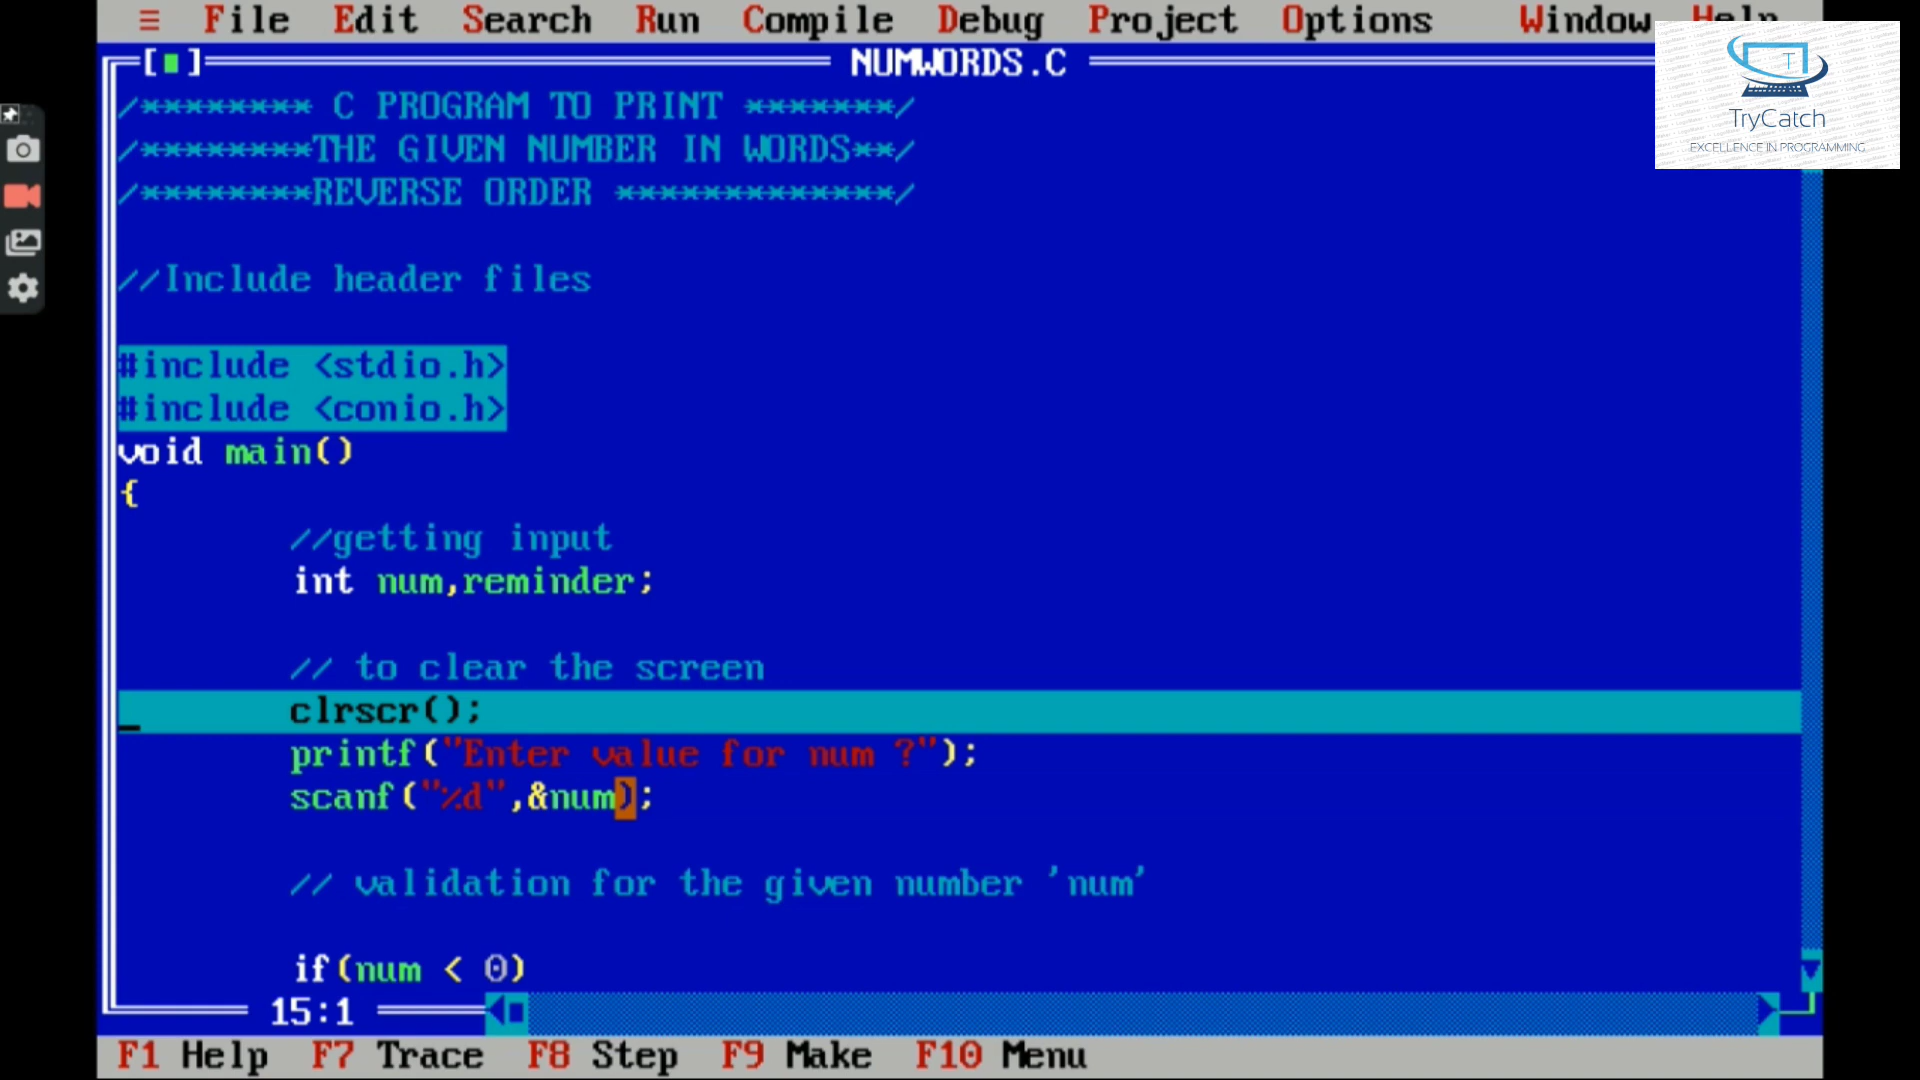 ≡ File Edit Search Run Compile Debug Project Options Window Help
[■] NUMWORDS.C
TryCatch
EXCELLENCE IN PROGRAMMING
/******** C PROGRAM TO PRINT *******/
/********THE GIVEN NUMBER IN WORDS**/
/********REVERSE ORDER *************/
//Include header files
#include <stdio.h>
#include <conio.h>
void main()
{
//getting input
int num,reminder;
// to clear the screen
clrscr();
printf("Enter value for num ?");
scanf("%d",&num);
// validation for the given number 'num'
if(num < 0)
15:1
F1 Help F7 Trace F8 Step F9 Make F10 Menu